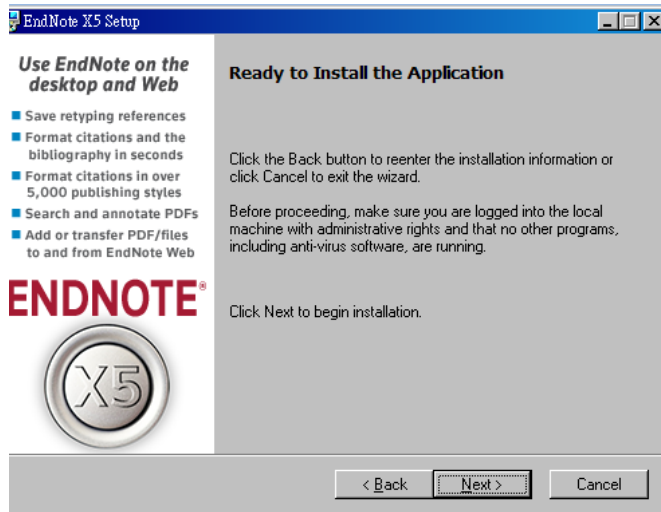 EndNote X5 Setup
Use EndNote on the
desktop and Web
Save retyping references
Format citations and the
bibliography in seconds
Format citations in over
5,000 publishing styles
Search and annotate PDFs
Add or transfer PDF/files
to and from EndNote Web
ENDNOTE®
X5
Ready to Install the Application
Click the Back button to reenter the installation information or
click Cancel to exit the wizard.
Before proceeding, make sure you are logged into the local
machine with administrative rights and that no other programs,
including anti-virus software, are running.
Click Next to begin installation.
< Back
Next >
Cancel